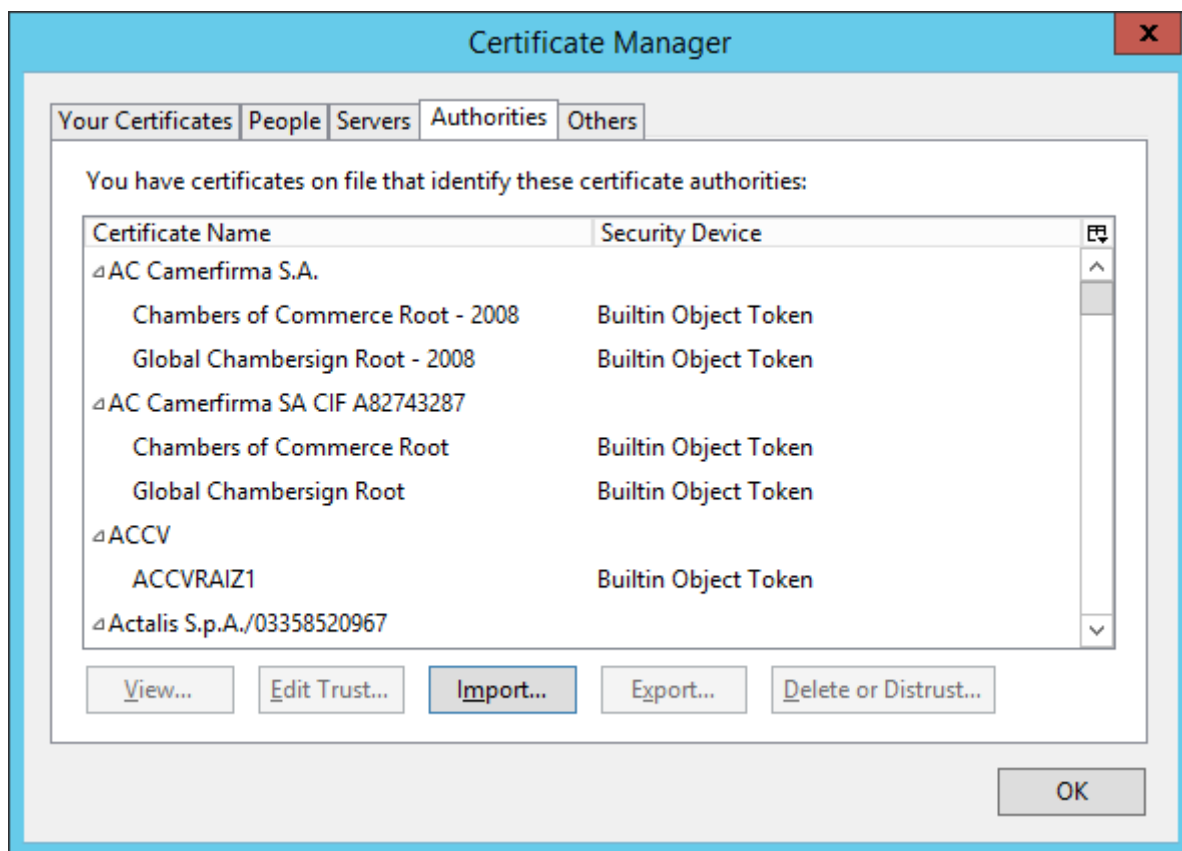 Certificate Manager
x
Your Certificates People Servers Authorities Others
You have certificates on file that identify these certificate authorities:
Certificate Name Security Device
AC Camerfirma S.A.
Chambers of Commerce Root - 2008 Builtin Object Token
Global Chambersign Root - 2008 Builtin Object Token
AC Camerfirma SA CIF A82743287
Chambers of Commerce Root Builtin Object Token
Global Chambersign Root Builtin Object Token
ACCV
ACCVRAIZ1 Builtin Object Token
Actalis S.p.A./03358520967
View... Edit Trust... Import... Export... Delete or Distrust...
OK